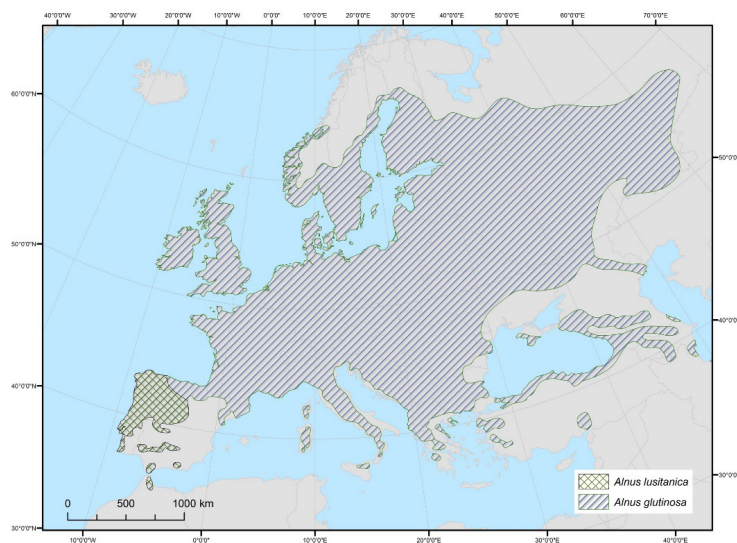 40°0'0"W 30°0'0"W 20°0'0"W 10°0'0"W 0°0'0" 10°0'0"E 20°0'0"E 30°0'0"E 40°0'0"E 50°0'0"E 60°0'0"E 70°0'0"E
60°0'0"N
50°0'0"N
40°0'0"N
30°0'0"N
50°0'0"N
40°0'0"N
30°0'0"N
Alnus lusitanica
Alnus glutinosa
0 500 1000 km
10°0'0"W 0°0'0" 10°0'0"E 20°0'0"E 30°0'0"E 40°0'0"E